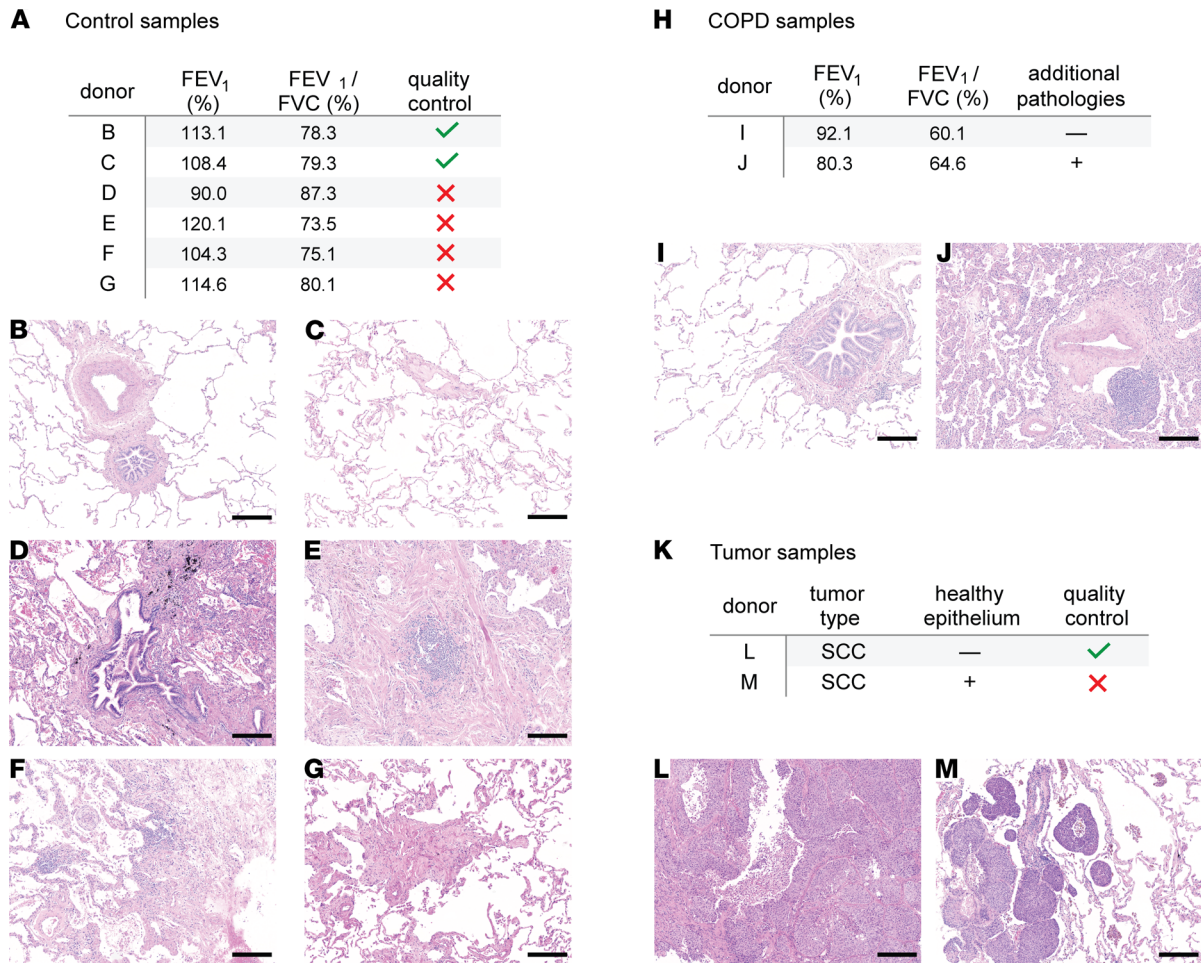 A Control samples
donor FEV1 (%) FEV 1 / FVC (%) quality control
B 113.1 78.3 ✓
C 108.4 79.3 ✓
D 90.0 87.3 ✗
E 120.1 73.5 ✗
F 104.3 75.1 ✗
G 114.6 80.1 ✗
B C
D E
F G
H COPD samples
donor FEV1 (%) FEV1 / FVC (%) additional pathologies
I 92.1 60.1 —
J 80.3 64.6 +
I J
K Tumor samples
donor tumor type healthy epithelium quality control
L SCC — ✓
M SCC + ✗
L M